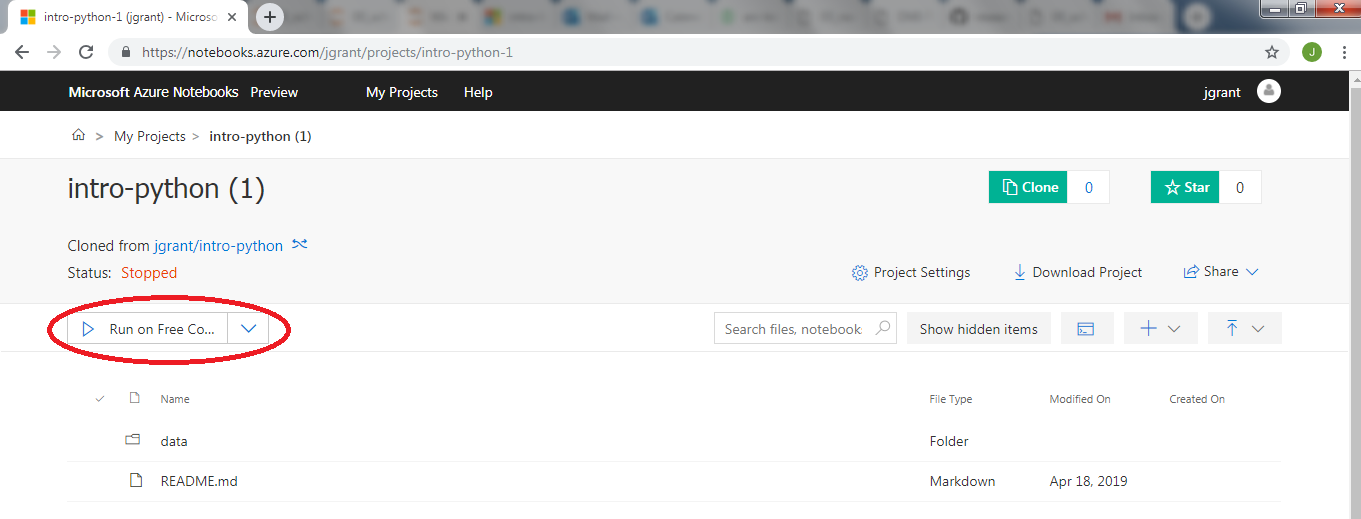 intro-python-1 (jgrant) - Microso
https://notebooks.azure.com/jgrant/projects/intro-python-1
J
Microsoft Azure Notebooks Preview My Projects Help jgrant
> My Projects > intro-python (1)
intro-python (1)
Clone 0 Star 0
Cloned from jgrant/intro-python
Status: Stopped
Project Settings Download Project Share
Run on Free Co... Search files, notebook Show hidden items
Name File Type Modified On Created On
data Folder
README.md Markdown Apr 18, 2019